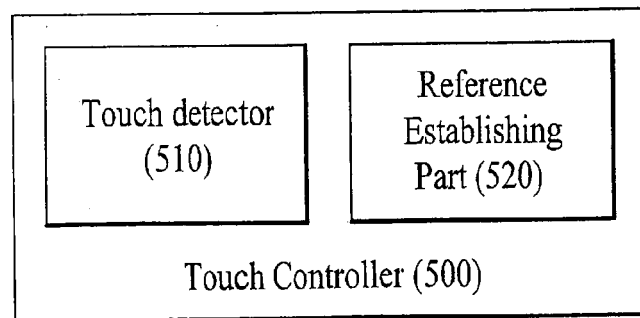 Touch detector
(510)
Reference
Establishing
Part (520)
Touch Controller (500)